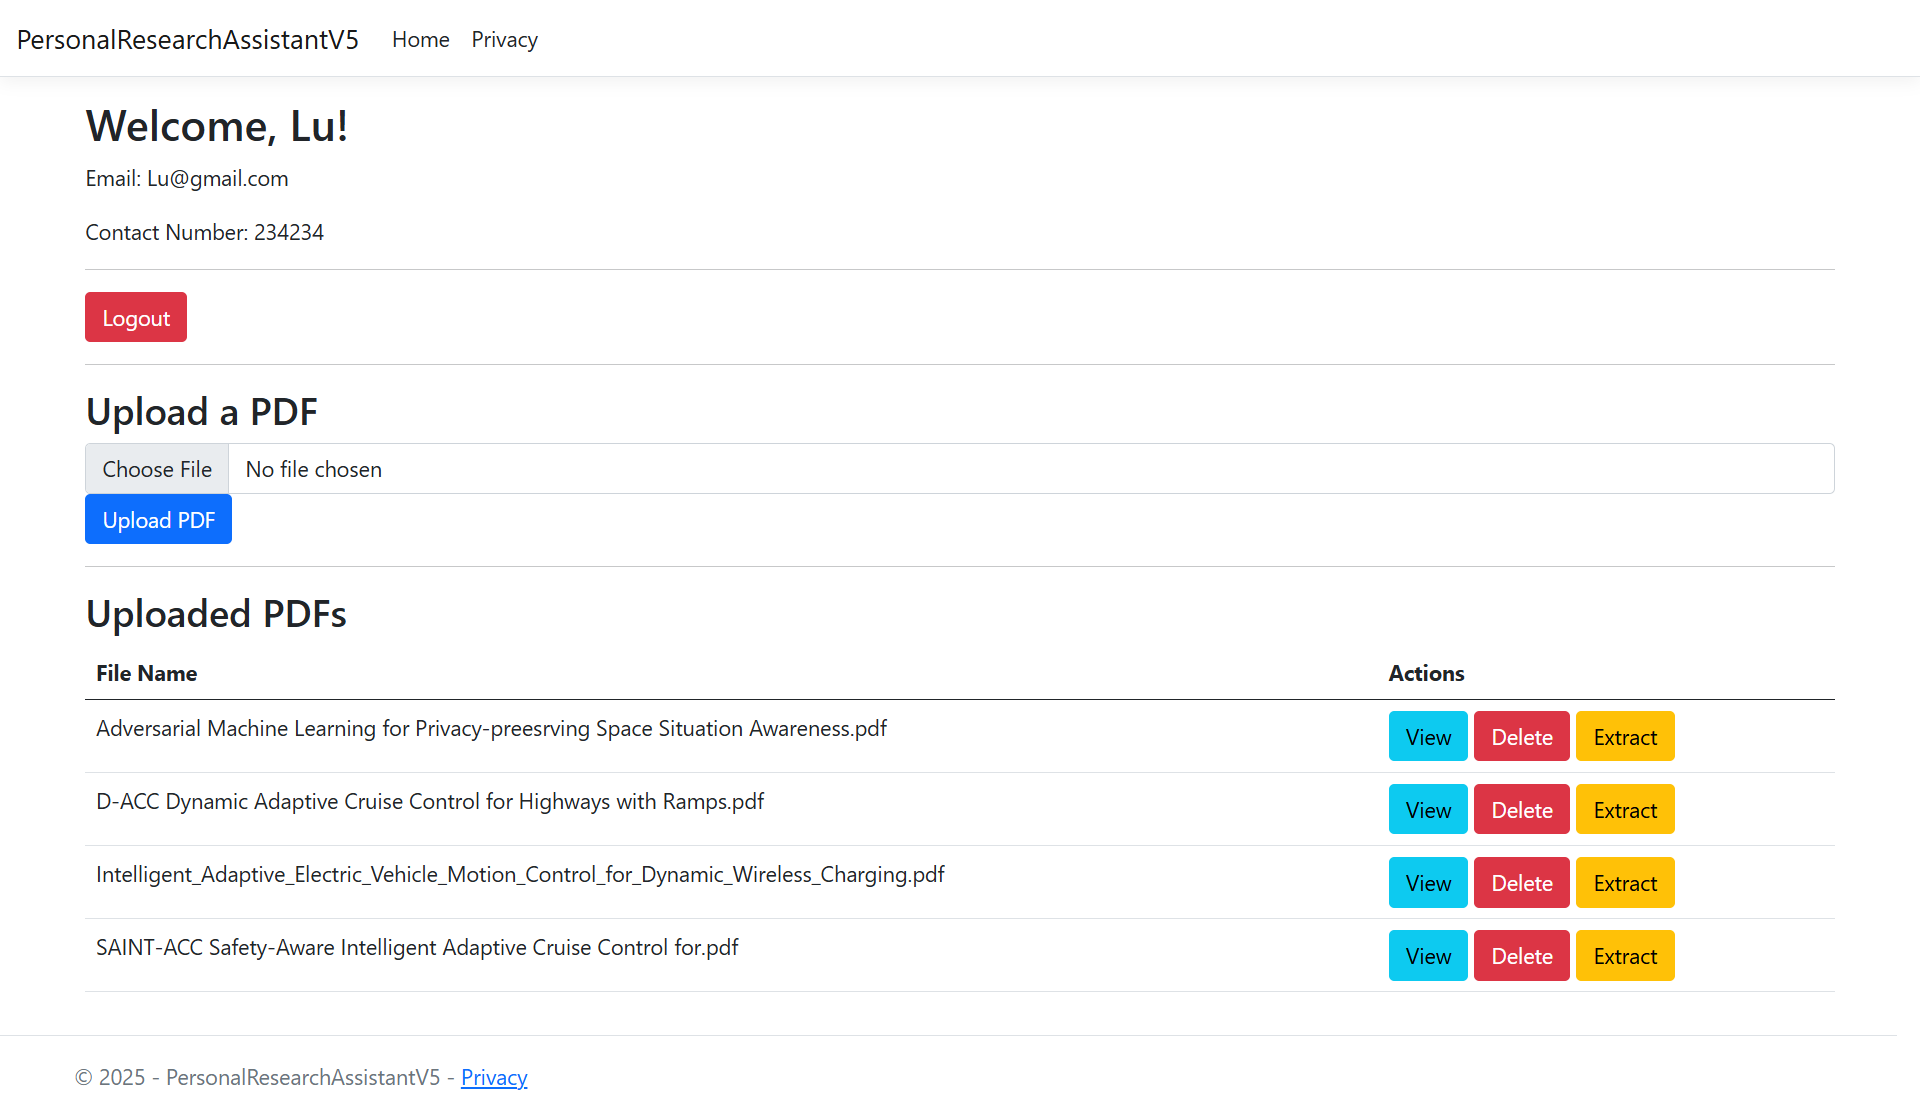 PersonalResearchAssistantV5 Home Privacy
Welcome, Lu!
Email: Lu@gmail.com
Contact Number: 234234
Logout
Upload a PDF
Choose File No file chosen
Upload PDF
Uploaded PDFs
File Name Actions
Adversarial Machine Learning for Privacy-preesrving Space Situation Awareness.pdf View Delete Extract
D-ACC Dynamic Adaptive Cruise Control for Highways with Ramps.pdf View Delete Extract
Intelligent_Adaptive_Electric_Vehicle_Motion_Control_for_Dynamic_Wireless_Charging.pdf View Delete Extract
SAINT-ACC Safety-Aware Intelligent Adaptive Cruise Control for.pdf View Delete Extract
© 2025 - PersonalResearchAssistantV5 - Privacy